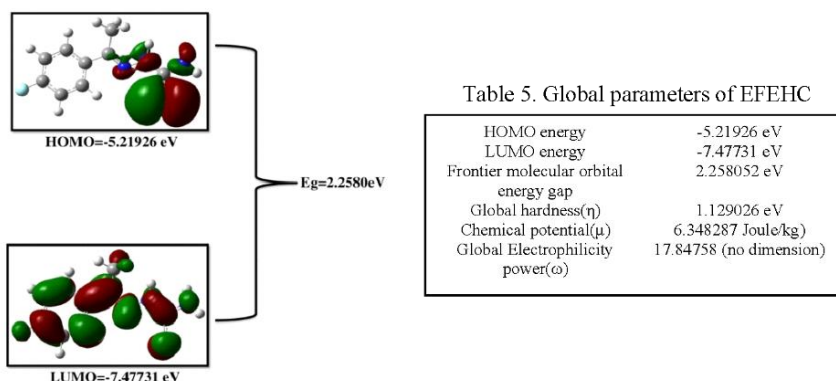 HOMO=-5.21926 eV
Eg=2.2580eV
LUMO=-7.47731 eV
Table 5. Global parameters of EFEHC
HOMO energy -5.21926 eV
LUMO energy -7.47731 eV
Frontier molecular orbital 2.258052 eV
energy gap
Global hardness(η) 1.129026 eV
Chemical potential(μ) 6.348287 Joule/kg)
Global Electrophilicity 17.84758 (no dimension)
power(ω)